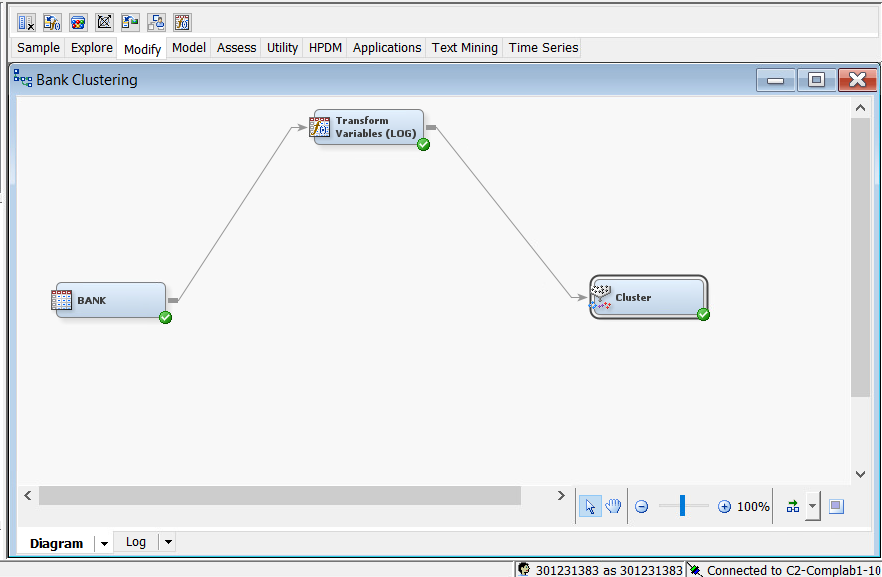 Sample Explore Modify Model Assess Utility HPDM Applications Text Mining Time Series
Bank Clustering
Transform
Variables (LOG)
BANK
Cluster
100%
Diagram Log
301231383 as 301231383 Connected to C2-Complab1-10